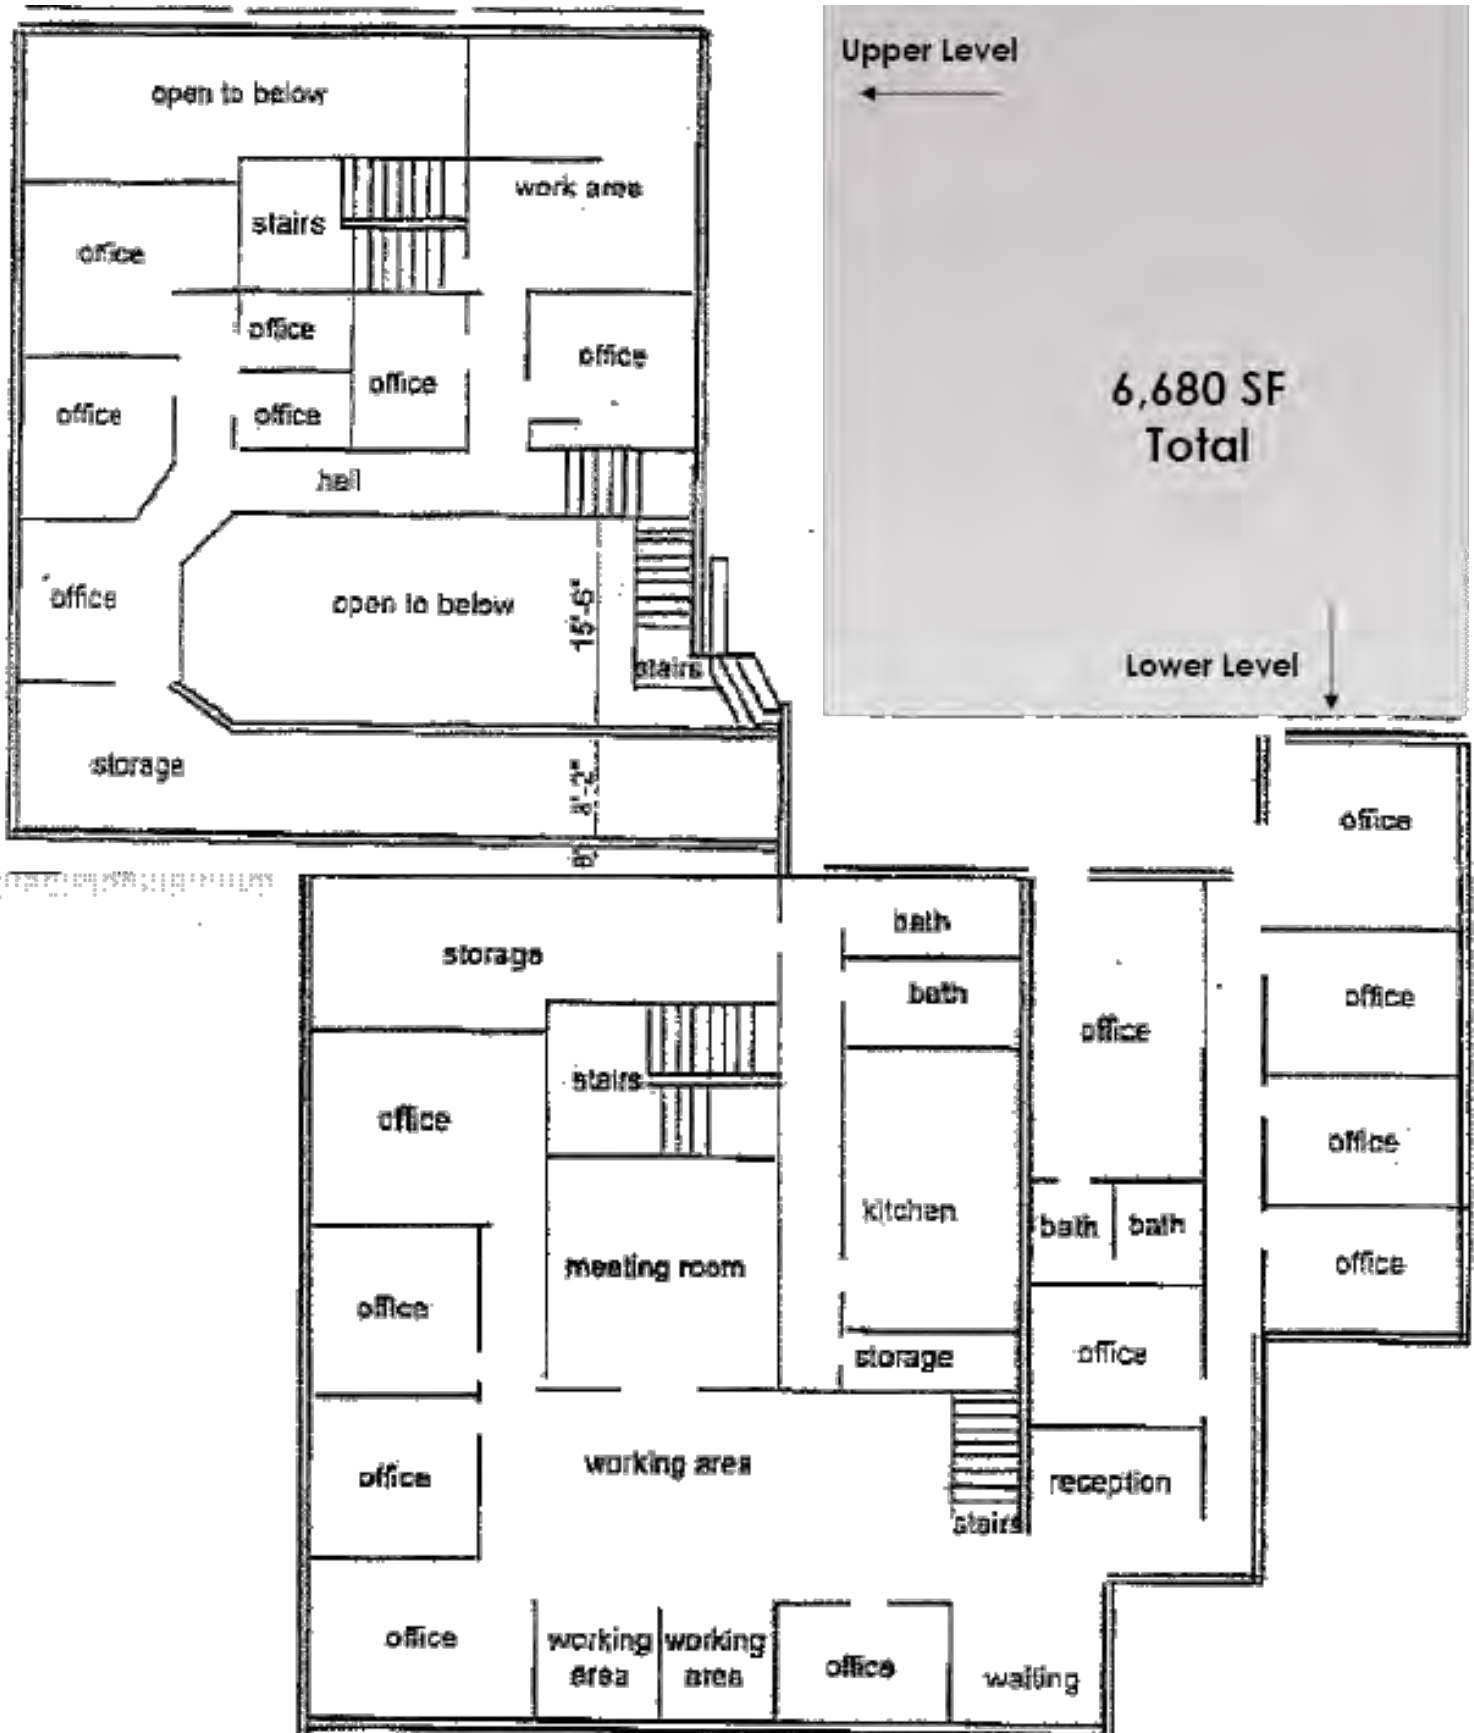 Upper Level
6,680 SF
Total
Lower Level
open to below
work area
stairs
office
office
office
office
office
office
hall
office
open to below
15'-6"
stairs
storage
8'-2"
8"
office
bath
storage
bath
office
office
stairs
office
office
kitchen
bath
bath
meeting room
office
office
storage
office
working area
office
reception
stairs
office
working
area
working
area
office
waiting